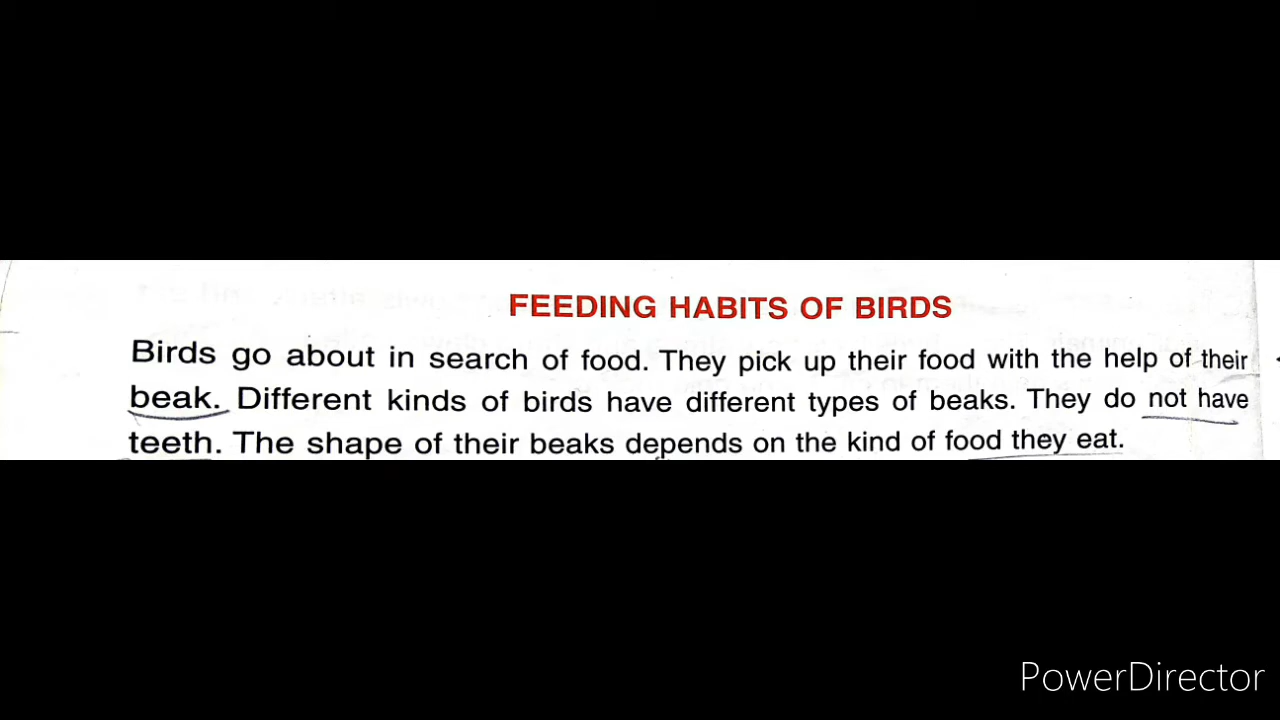 FEEDING HABITS OF BIRDS
Birds go about in search of food. They pick up their food with the help of their
beak. Different kinds of birds have different types of beaks. They do not have
teeth. The shape of their beaks depends on the kind of food they eat.
PowerDirector